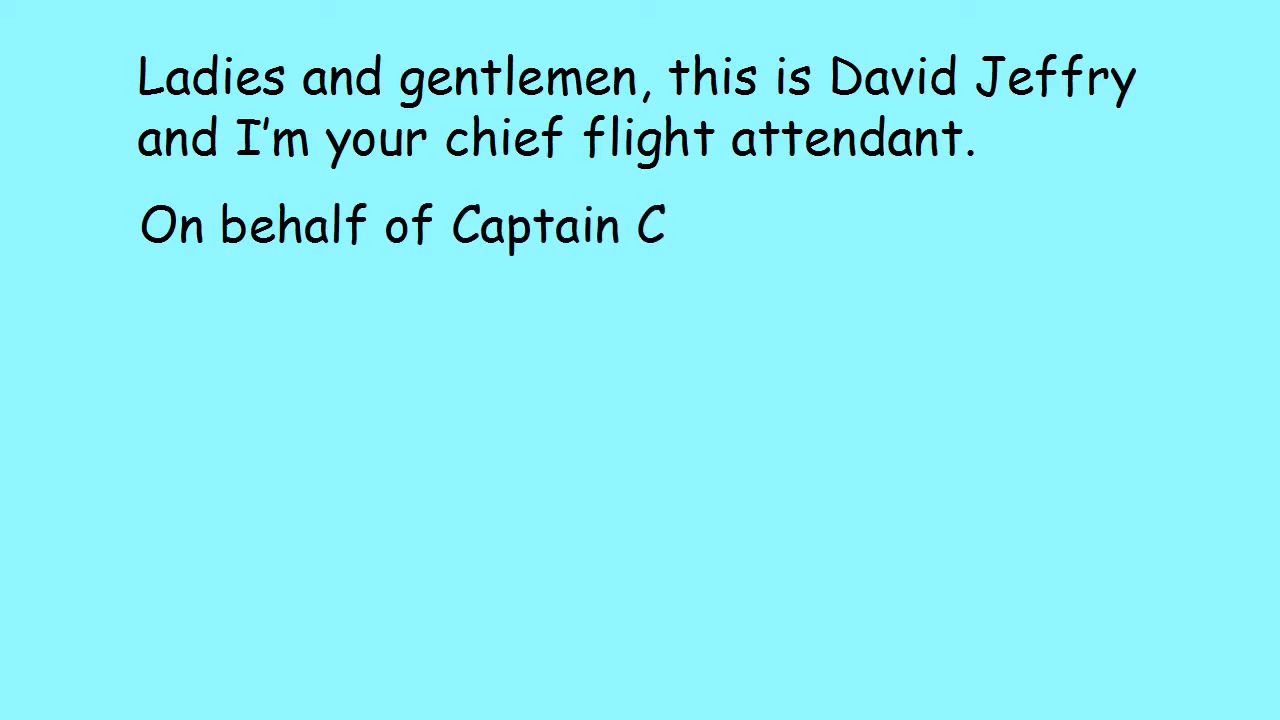 Ladies and gentlemen, this is David Jeffry
and I’m your chief flight attendant.
On behalf of Captain C